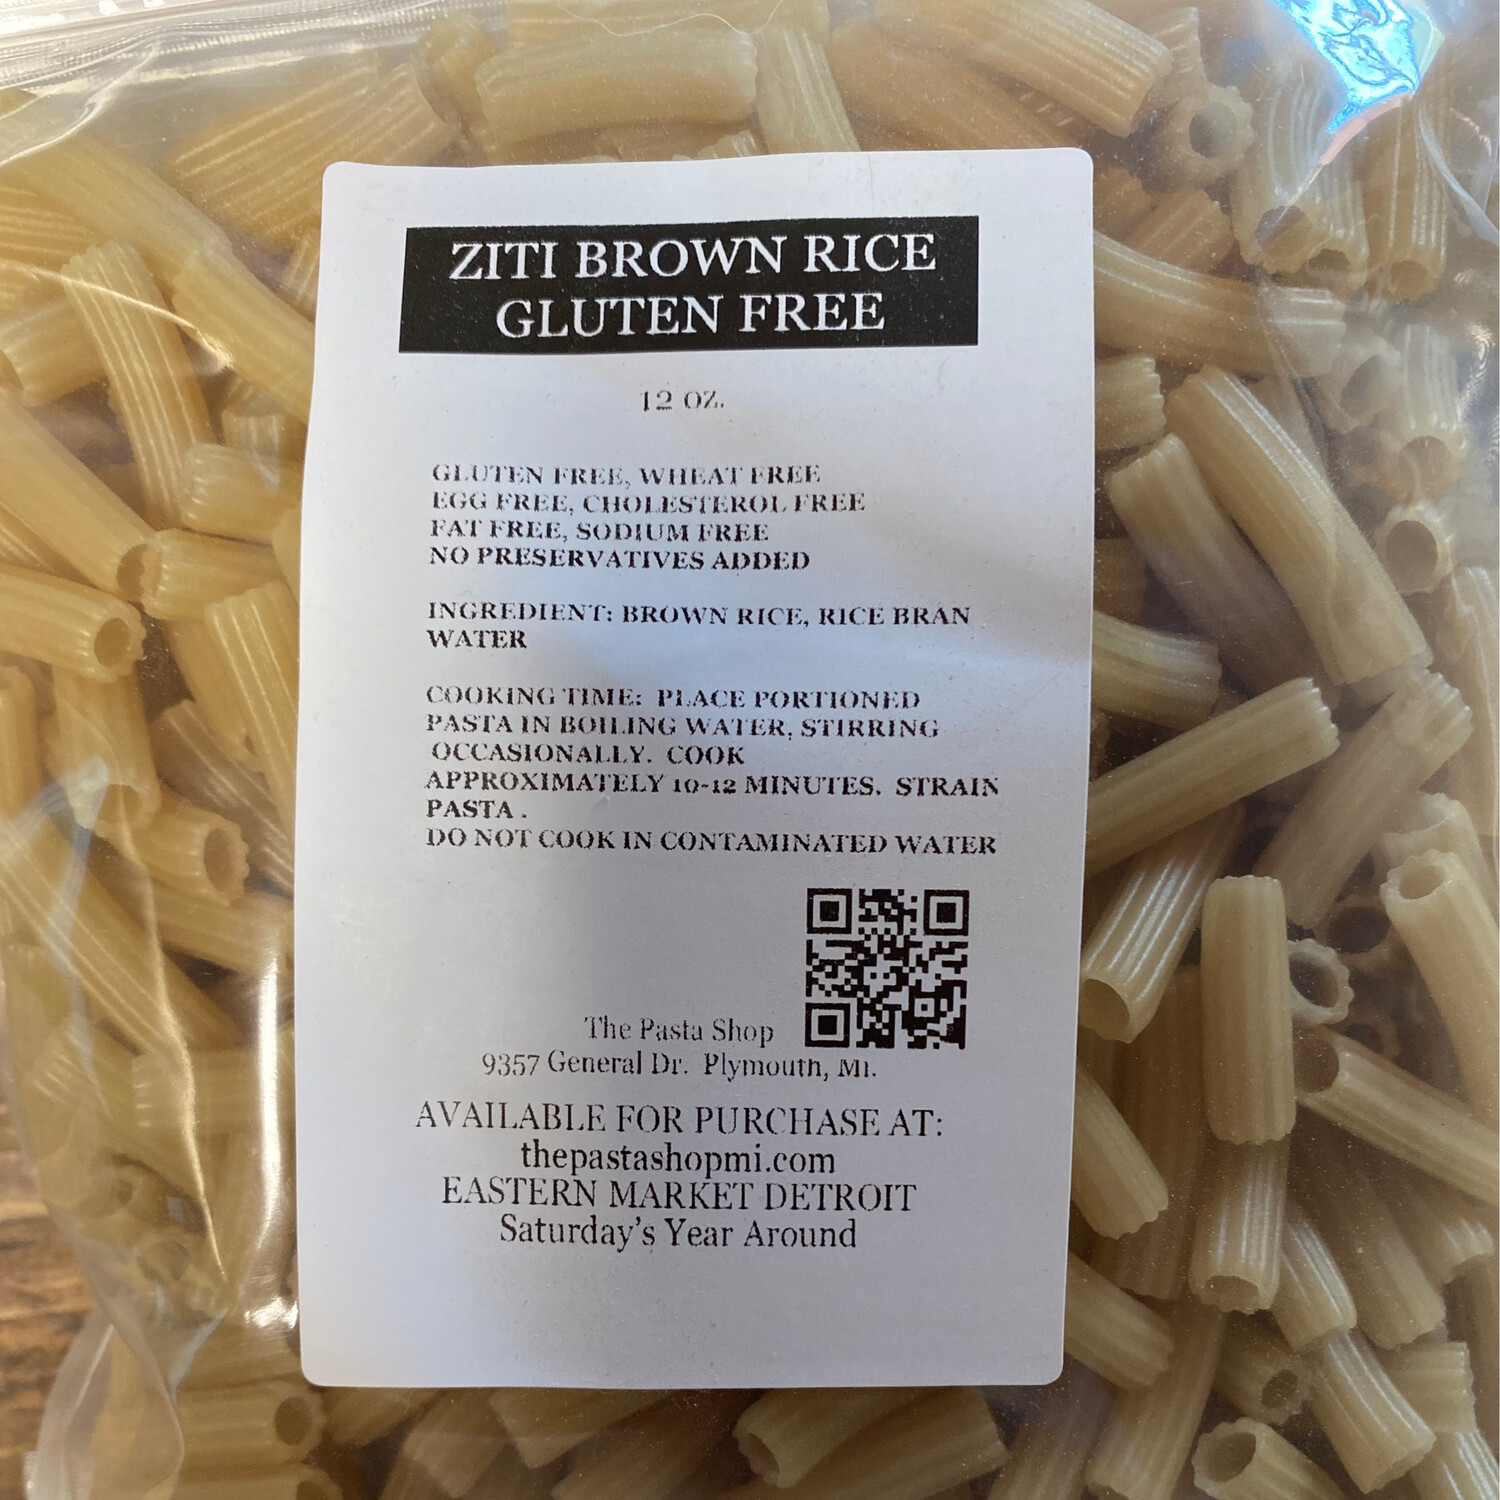 ZITI BROWN RICE
GLUTEN FREE
12 OZ.
GLUTEN FREE, WHEAT FREE
EGG FREE, CHOLESTEROL FREE
FAT FREE, SODIUM FREE
NO PRESERVATIVES ADDED
INGREDIENT: BROWN RICE, RICE BRAN
WATER
COOKING TIME: PLACE PORTIONED
PASTA IN BOILING WATER, STIRRING
OCCASIONALLY. COOK
APPROXIMATELY 10-12 MINUTES. STRAIN
PASTA .
DO NOT COOK IN CONTAMINATED WATER
The Pasta Shop
9357 General Dr. Plymouth, MI.
AVAILABLE FOR PURCHASE AT:
thepastashopmi.com
EASTERN MARKET DETROIT
Saturday's Year Around